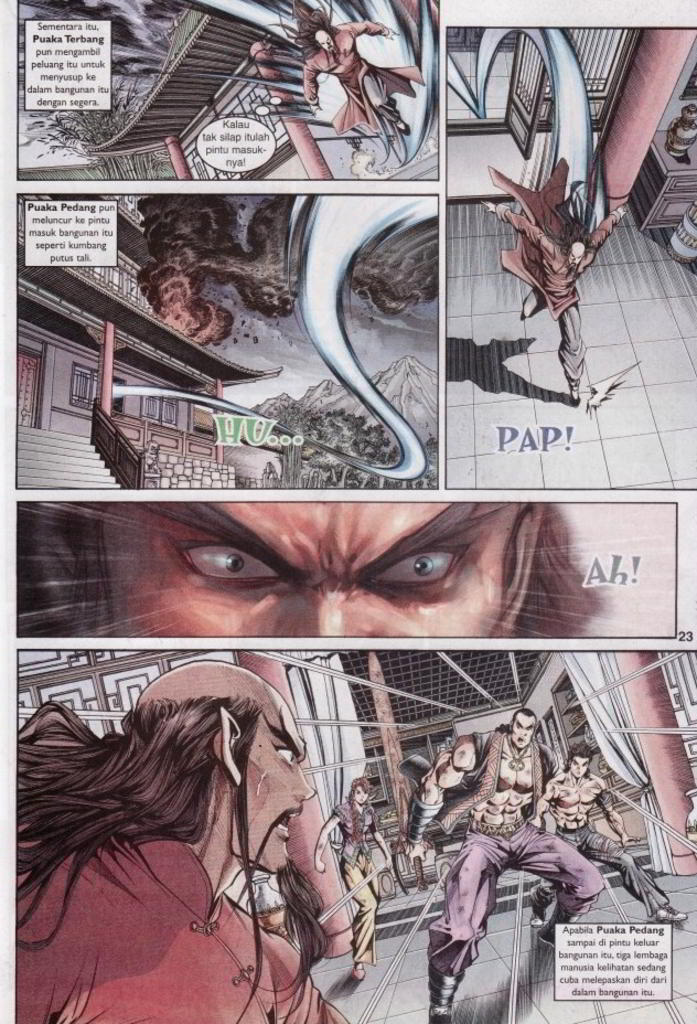 Sementara itu,
Puaka Terbang
pun mengambil
peluang itu untuk
menyusup ke
dalam bangunan itu
dengan segera.
Kalau
tak silap itulah
pintu masuk-
nya!
PAP!
Puaka Pedang pun
meluncur ke pintu
masuk bangunan itu
seperti kumbang
putus tali.
HU...
Ah!
23
Apabila Puaka Pedang
sampai di pintu keluar
bangunan itu, tiga lembaga
manusia kelihatan sedang
cuba melepaskan diri dari
dalam bangunan itu.